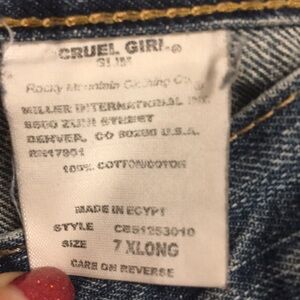 CRUEL GIRL®
SLIM
Rocky Mountain Clothing Co.
MILLER INTERNATIONAL INC.
8500 ZUNI STREET
DENVER, CO 80260 U.S.A.
RN17901
100% COTTON/COTON
MADE IN EGYPT
STYLE CB51253010
SIZE 7 XLONG
CARE ON REVERSE